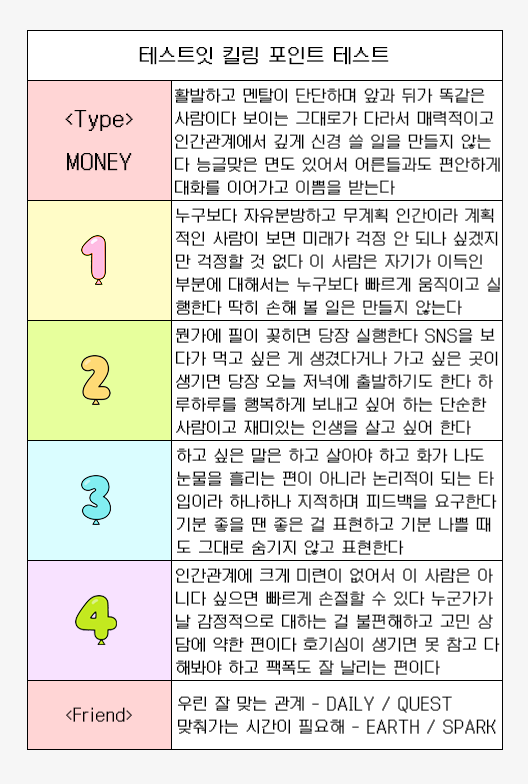 테스트잇 킬링 포인트 테스트
<Type>
MONEY
활발하고 멘탈이 단단하며 앞과 뒤가 똑같은
사람이다 보이는 그대로가 다라서 매력적이고
인간관계에서 깊게 신경 쓸 일을 만들지 않는
다 능글맞은 면도 있어서 어른들과도 편안하게
대화를 이어가고 이쁨을 받는다
1
누구보다 자유분방하고 무계획 인간이라 계획
적인 사람이 보면 미래가 걱정 안 되나 싶겠지
만 걱정할 것 없다 이 사람은 자기가 이득인
부분에 대해서는 누구보다 빠르게 움직이고 실
행한다 딱히 손해 볼 일은 만들지 않는다
2
뭔가에 필이 꽂히면 당장 실행한다 SNS을 보
다가 먹고 싶은 게 생겼다거나 가고 싶은 곳이
생기면 당장 오늘 저녁에 출발하기도 한다 하
루하루를 행복하게 보내고 싶어 하는 단순한
사람이고 재미있는 인생을 살고 싶어 한다
3
하고 싶은 말은 하고 살아야 하고 화가 나도
눈물을 흘리는 편이 아니라 논리적이 되는 타
입이라 하나하나 지적하며 피드백을 요구한다
기분 좋을 땐 좋은 걸 표현하고 기분 나쁠 때
도 그대로 숨기지 않고 표현한다
4
인간관계에 크게 미련이 없어서 이 사람은 아
니다 싶으면 빠르게 손절할 수 있다 누군가가
날 감정적으로 대하는 걸 불편해하고 고민 상
담에 약한 편이다 호기심이 생기면 못 참고 다
해봐야 하고 팩폭도 잘 날리는 편이다
<Friend>
우린 잘 맞는 관계 - DAILY / QUEST
맞춰가는 시간이 필요해 - EARTH / SPARK